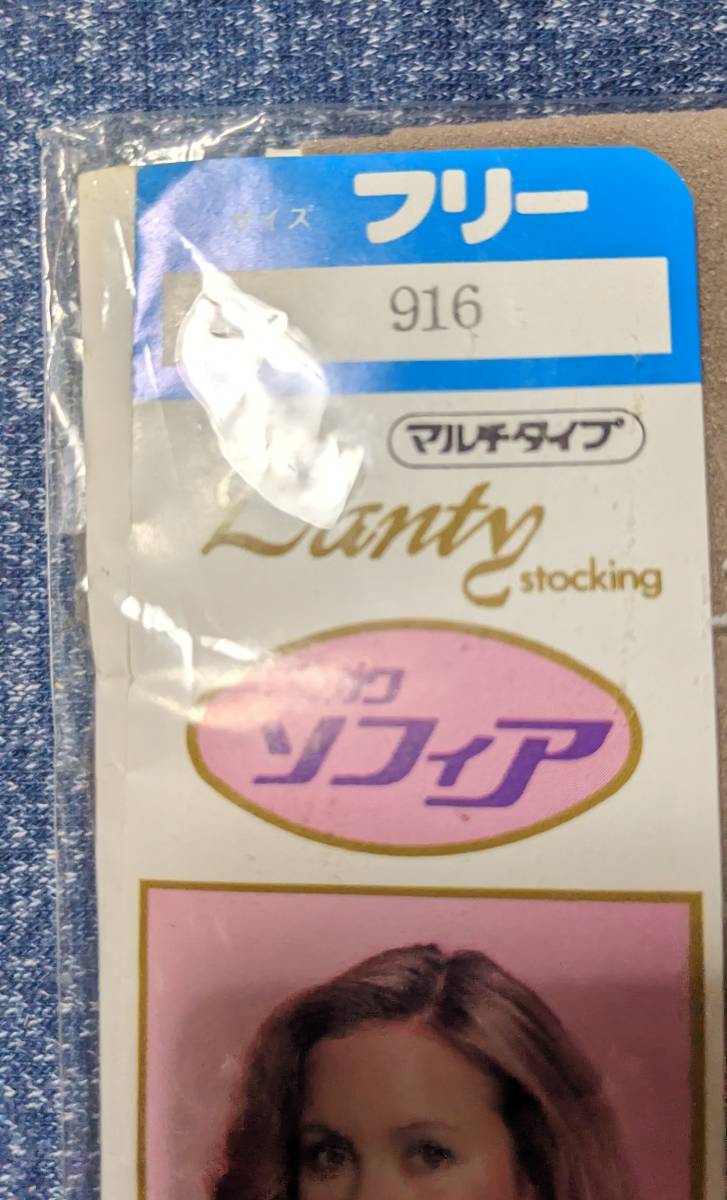 サイズ フリー
916
マルチタイプ
stocking
ソフィア